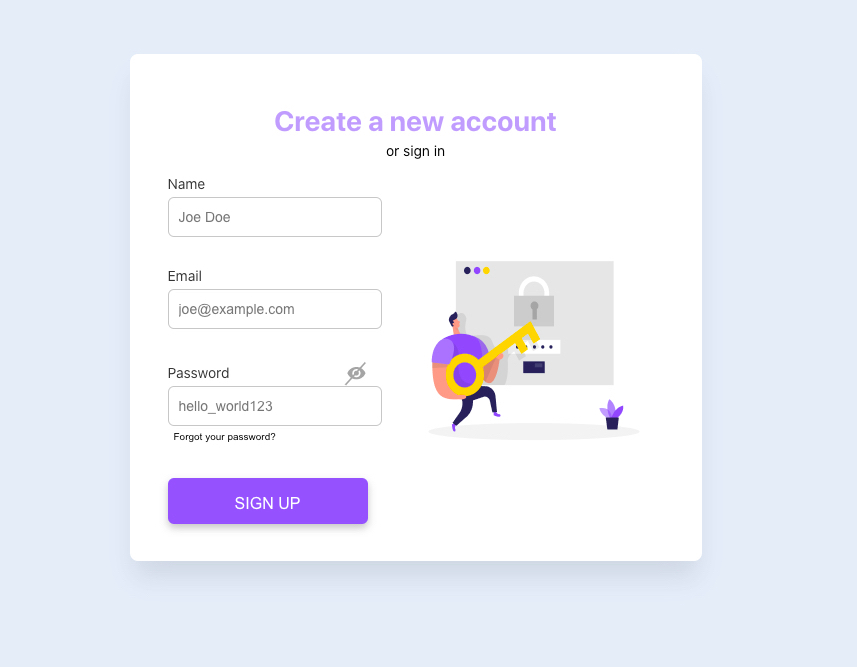 Create a new account
or sign in
Name
Joe Doe
Email
joe@example.com
Password
hello_world123
Forgot your password?
SIGN UP